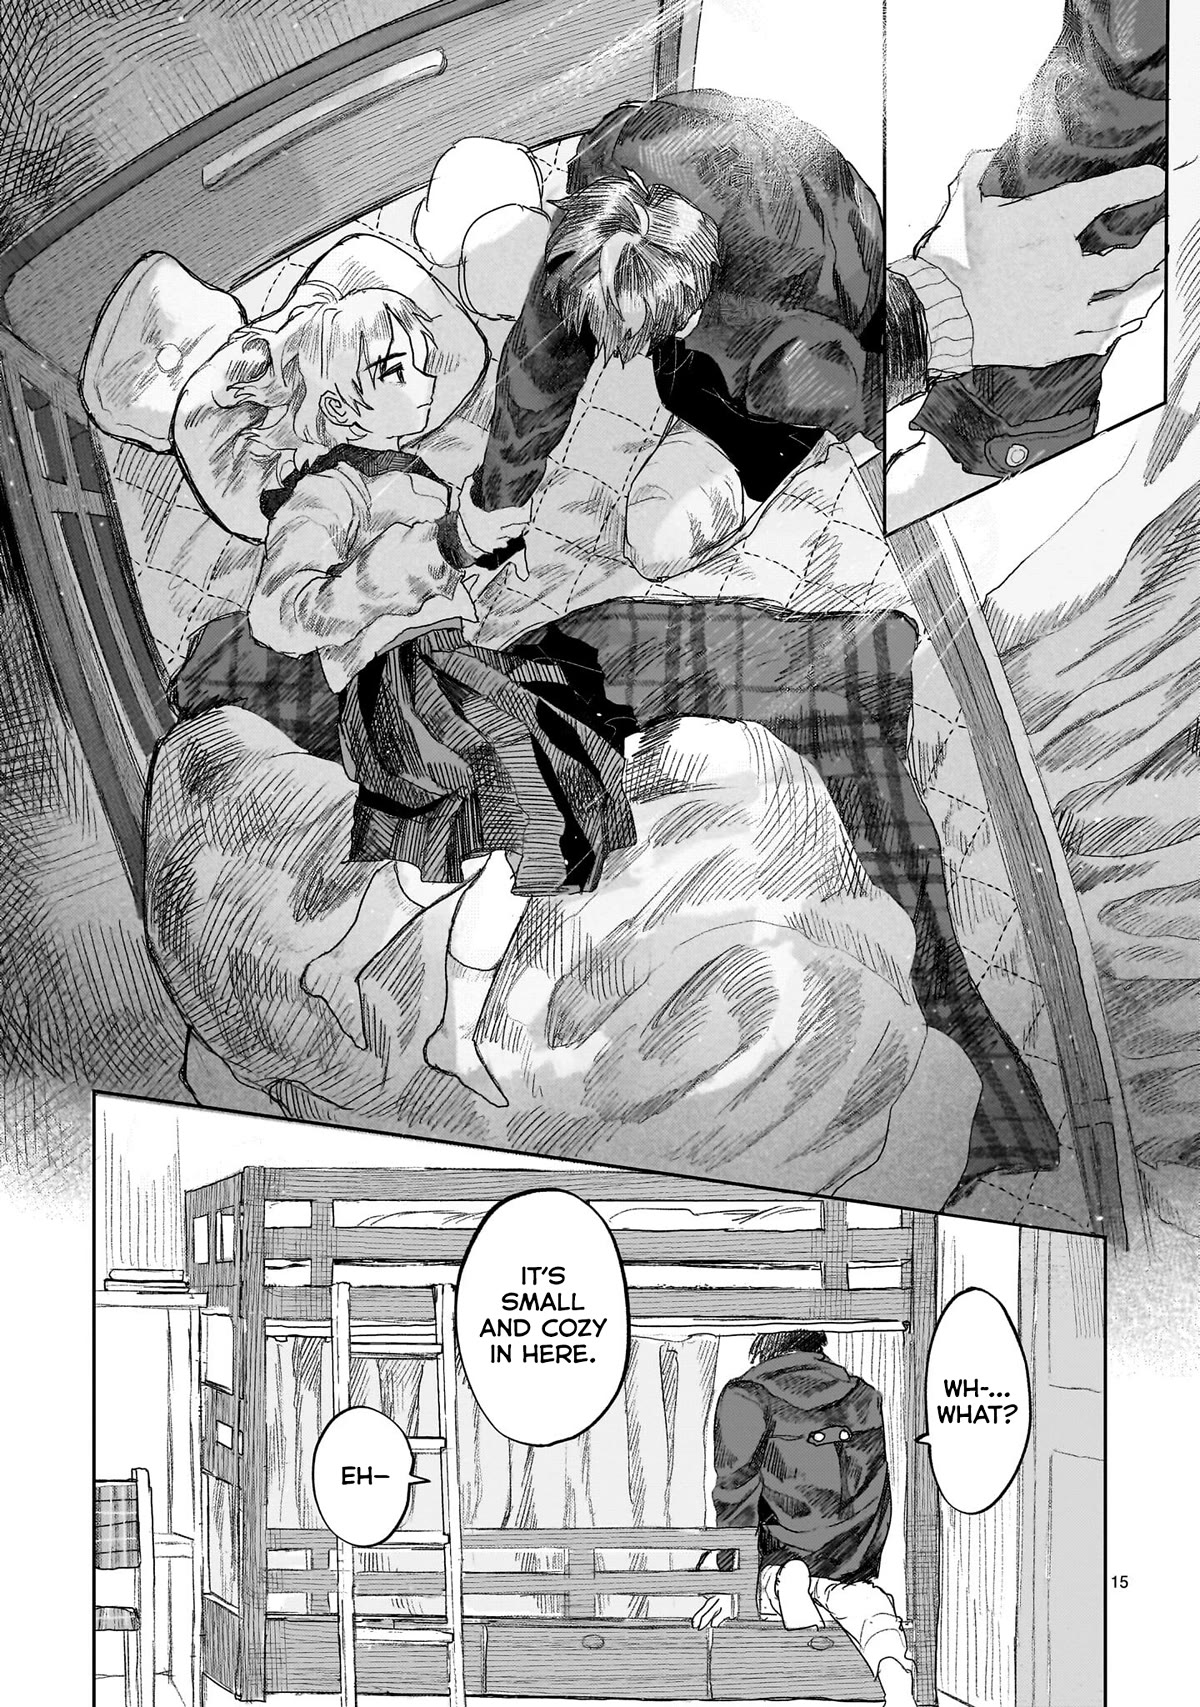 WH-...
WHAT?
IT'S
SMALL
AND COZY
IN HERE.
EH—
15